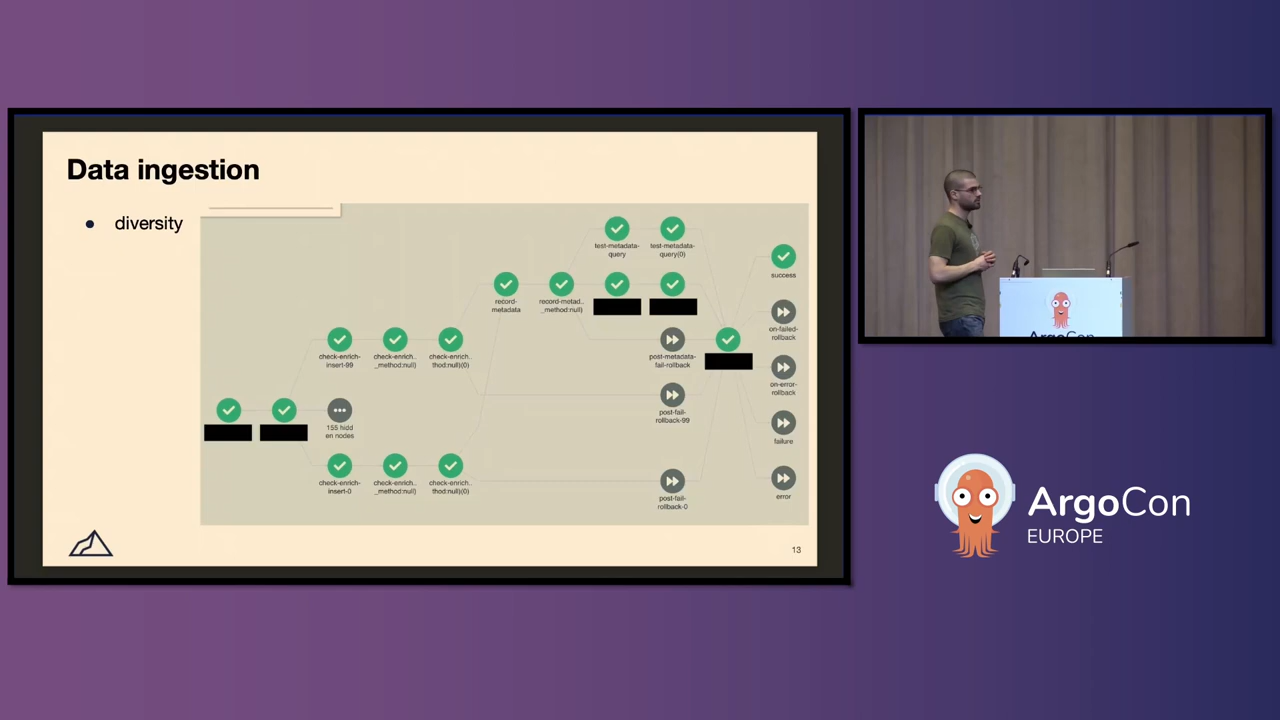 Data ingestion
● diversity
test-metadata-
query
test-metadata-
query(0)
success
record-
metadata
record-metad..
_method:null)
on-failed-
rollback
check-enrich-
insert-99
check-enrich..
_method:null)
check-enrich..
thod:null)(0)
post-metadata-
fail-rollback
on-error-
rollback
post-fail-
rollback-99
155 hidd
en nodes
failure
check-enrich-
insert-0
check-enrich..
_method:null)
check-enrich..
thod:null)(0)
post-fail-
rollback-0
error
13
ArgoCon
ArgoCon
EUROPE